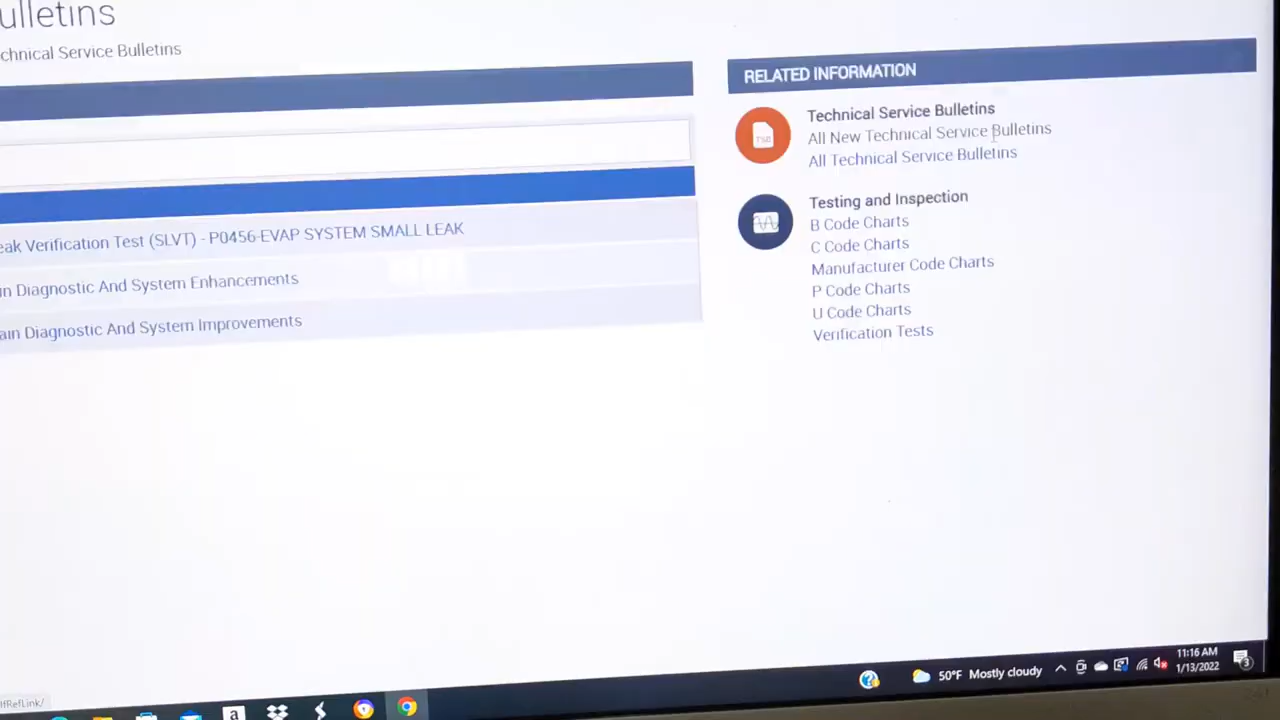 ulletins
chnical Service Bulletins
eak Verification Test (SLVT) - P0456-EVAP SYSTEM SMALL LEAK
in Diagnostic And System Enhancements
ain Diagnostic And System Improvements
RELATED INFORMATION
TSB
Technical Service Bulletins
All New Technical Service Bulletins
All Technical Service Bulletins
Testing and Inspection
B Code Charts
C Code Charts
Manufacturer Code Charts
P Code Charts
U Code Charts
Verification Tests
lfRefLink/
a
50°F Mostly cloudy
11:16 AM
1/13/2022
3